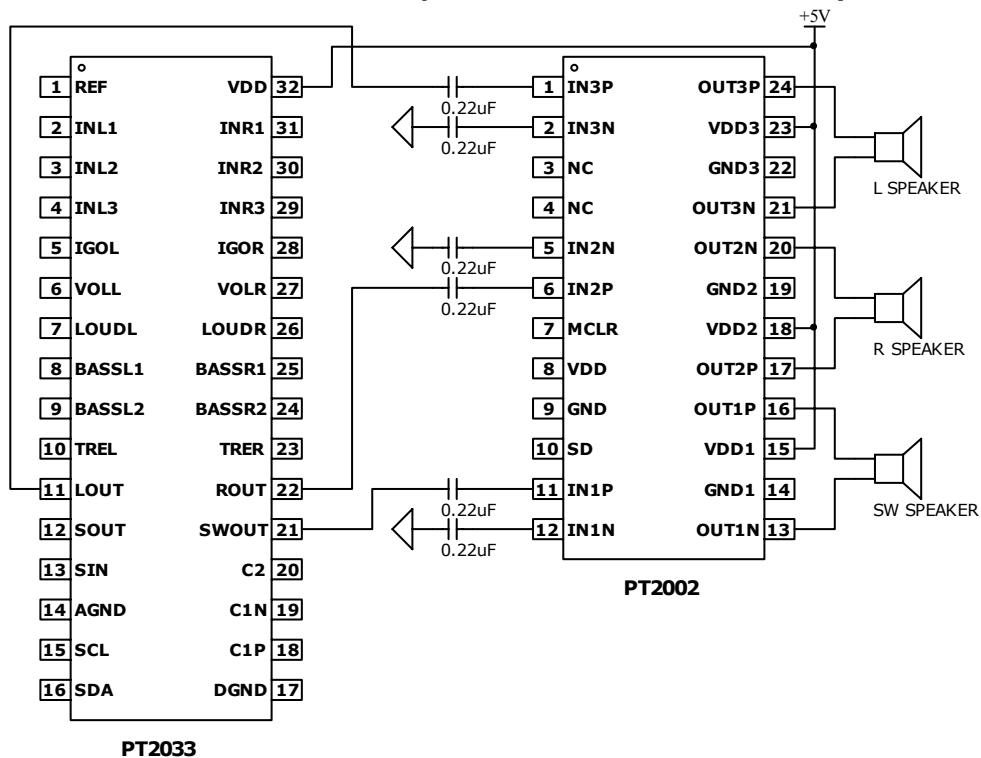 +5V
1 REF VDD 32
2 INL1 INR1 31
3 INL2 INR2 30
4 INL3 INR3 29
5 IGOL IGOR 28
6 VOLL VOLR 27
7 LOUDL LOUDR 26
8 BASSL1 BASSR1 25
9 BASSL2 BASSR2 24
10 TREL TRER 23
11 LOUT ROUT 22
12 SOUT SWOUT 21
13 SIN C2 20
14 AGND C1N 19
15 SCL C1P 18
16 SDA DGND 17
PT2033
0.22uF
0.22uF
0.22uF
0.22uF
0.22uF
0.22uF
1 IN3P OUT3P 24
2 IN3N VDD3 23
3 NC GND3 22
4 NC OUT3N 21
5 IN2N OUT2N 20
6 IN2P GND2 19
7 MCLR VDD2 18
8 VDD OUT2P 17
9 GND OUT1P 16
10 SD VDD1 15
11 IN1P GND1 14
12 IN1N OUT1N 13
PT2002
L SPEAKER
R SPEAKER
SW SPEAKER